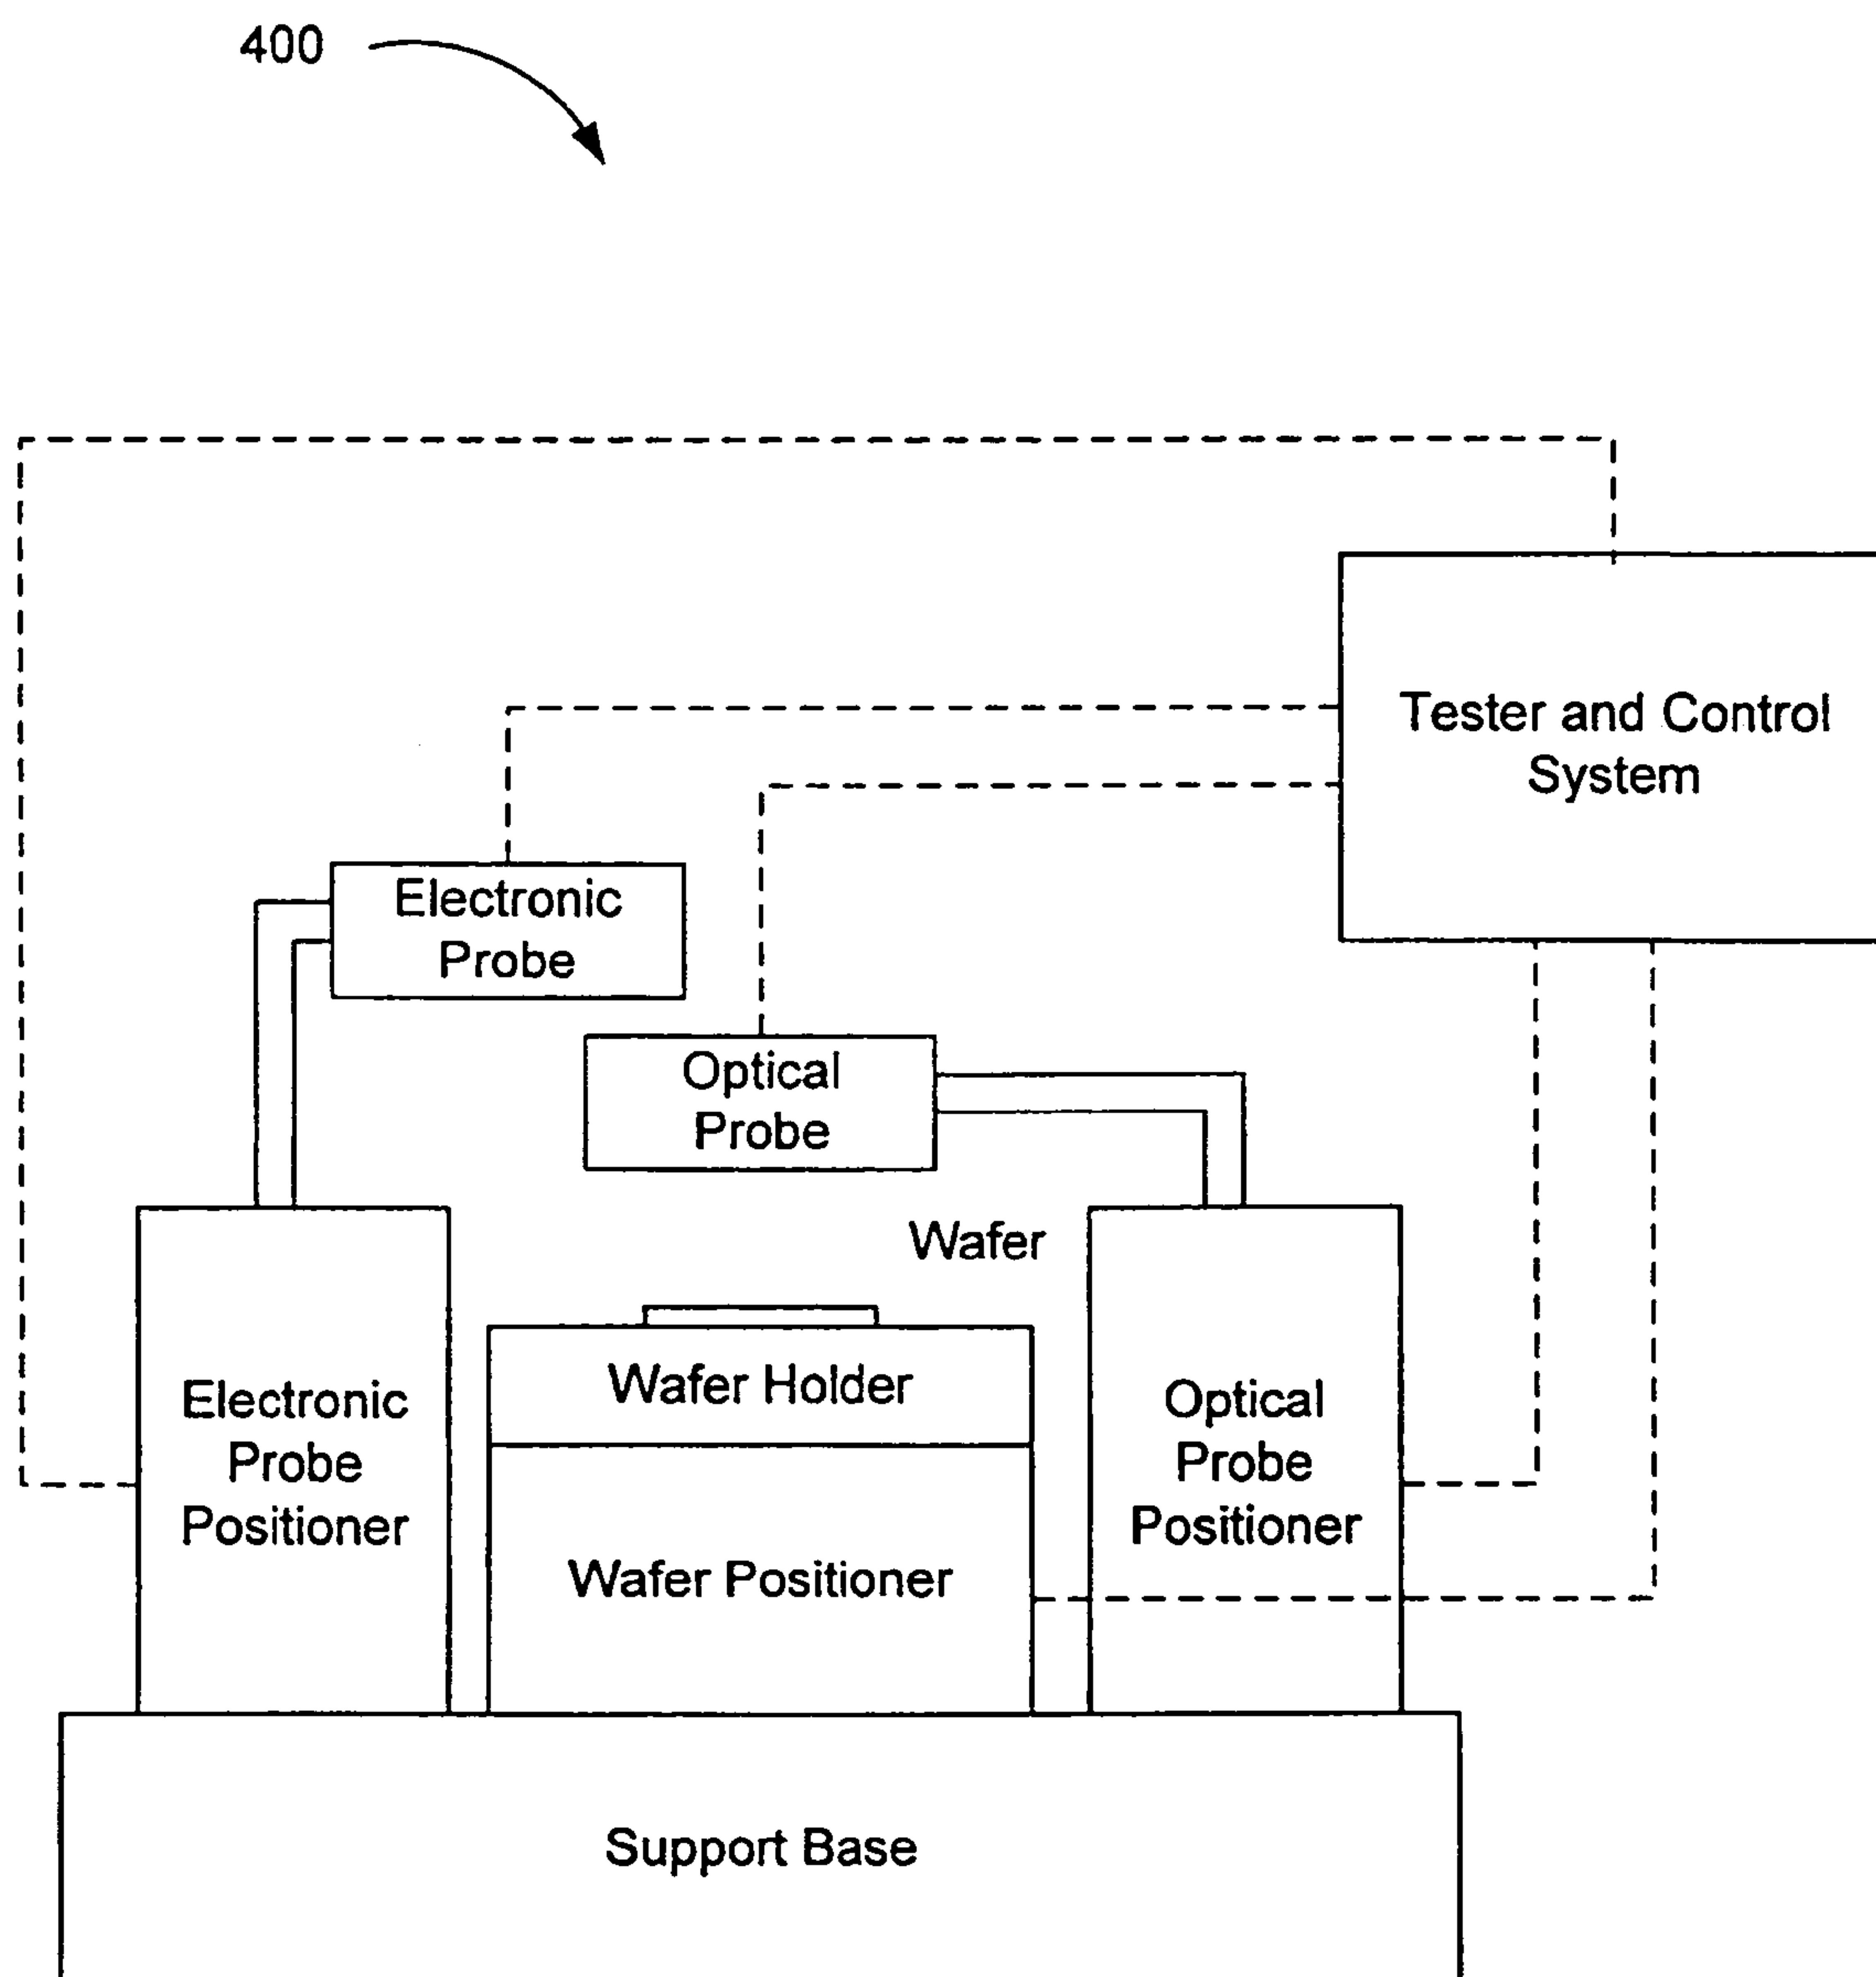 400
Tester and Control
System
Electronic
Probe
Optical
Probe
Wafer
Wafer Holder
Electronic
Probe
Positioner
Optical
Probe
Positioner
Wafer Positioner
Support Base